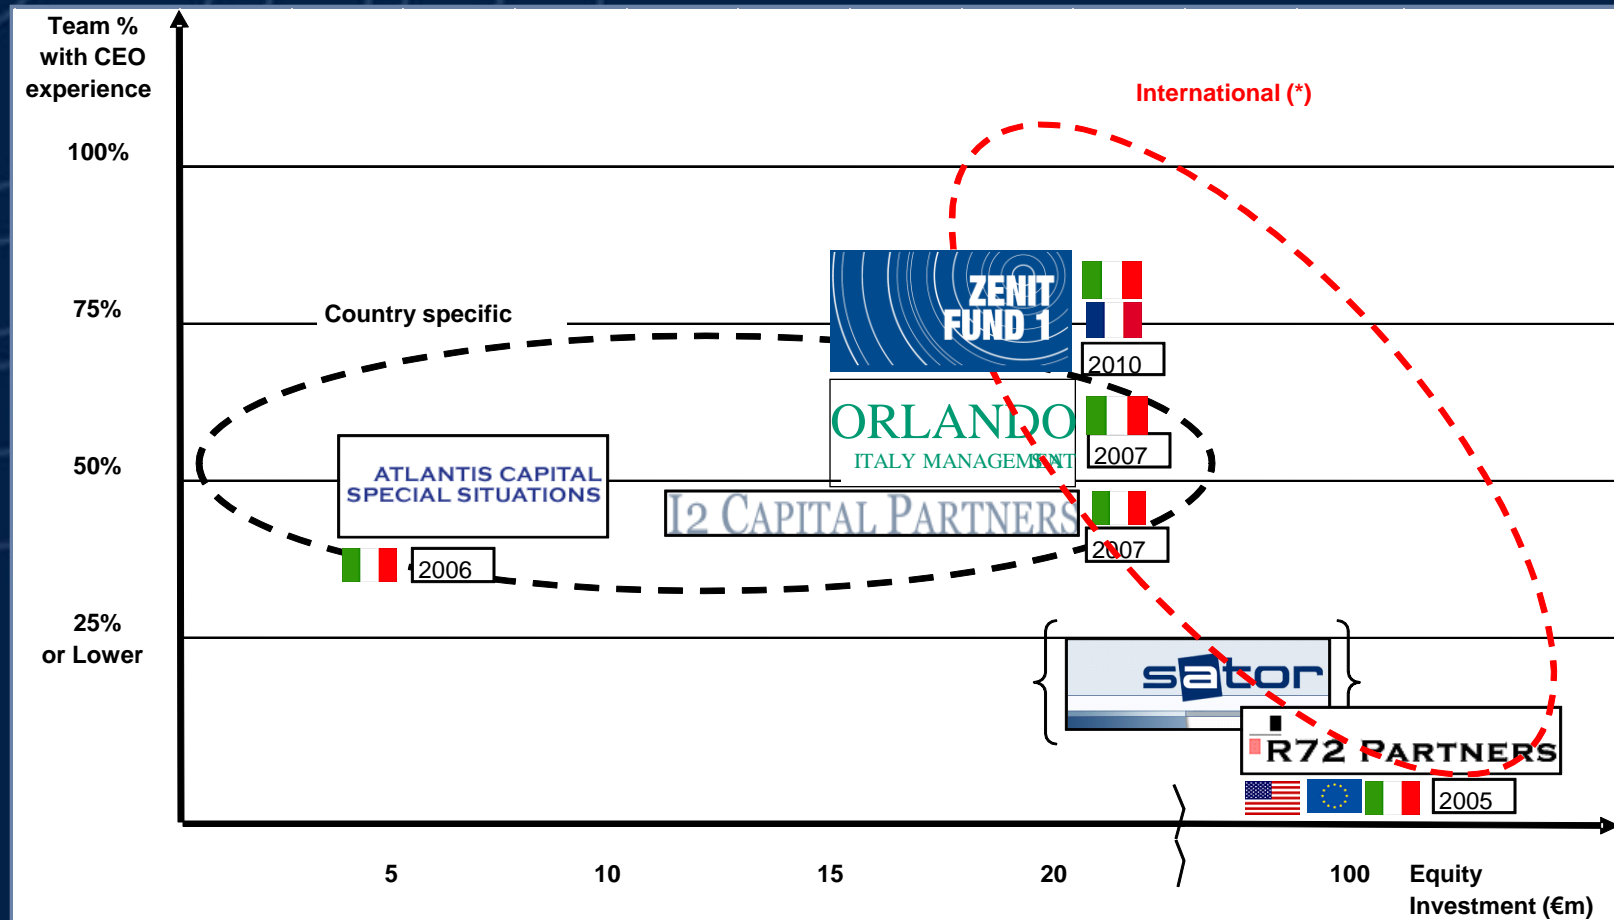 Team %
with CEO
experience
International (*)
100%
75%
Country specific
ZENIT
FUND 1
2010
ORLANDO
ITALY MANAGEMENT
2007
50%
ATLANTIS CAPITAL
SPECIAL SITUATIONS
I2 CAPITAL PARTNERS
2007
2006
25%
or Lower
sator
R72 PARTNERS
2005
5 10 15 20 100 Equity
Investment (€m)